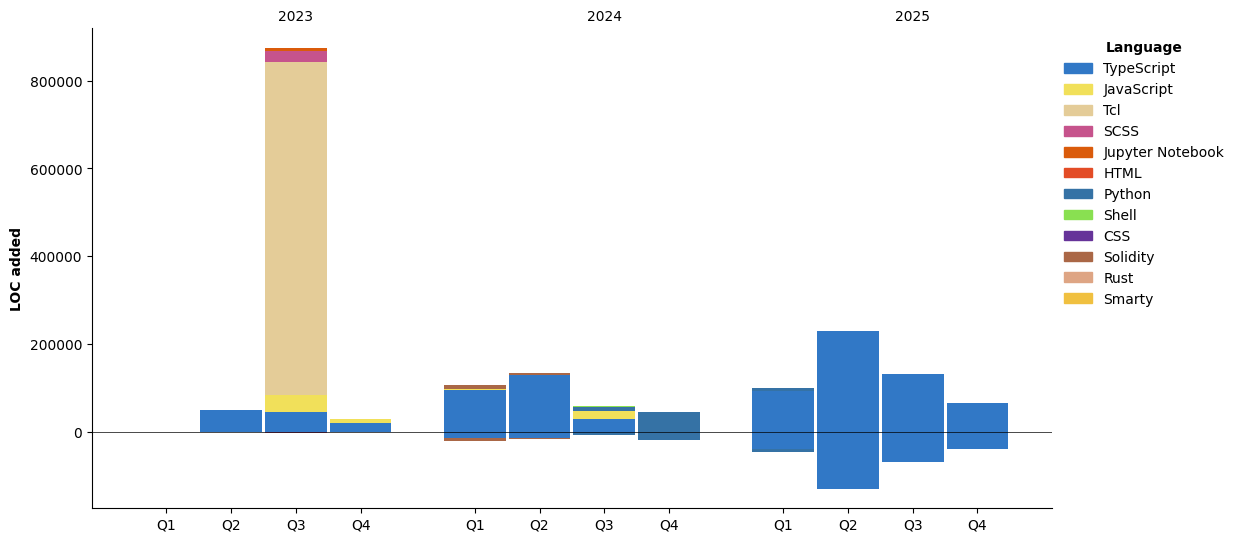 2023 2024 2025
LOC added
800000
600000
400000
200000
0
Q1 Q2 Q3 Q4 Q1 Q2 Q3 Q4 Q1 Q2 Q3 Q4
Language
TypeScript
JavaScript
Tcl
SCSS
Jupyter Notebook
HTML
Python
Shell
CSS
Solidity
Rust
Smarty